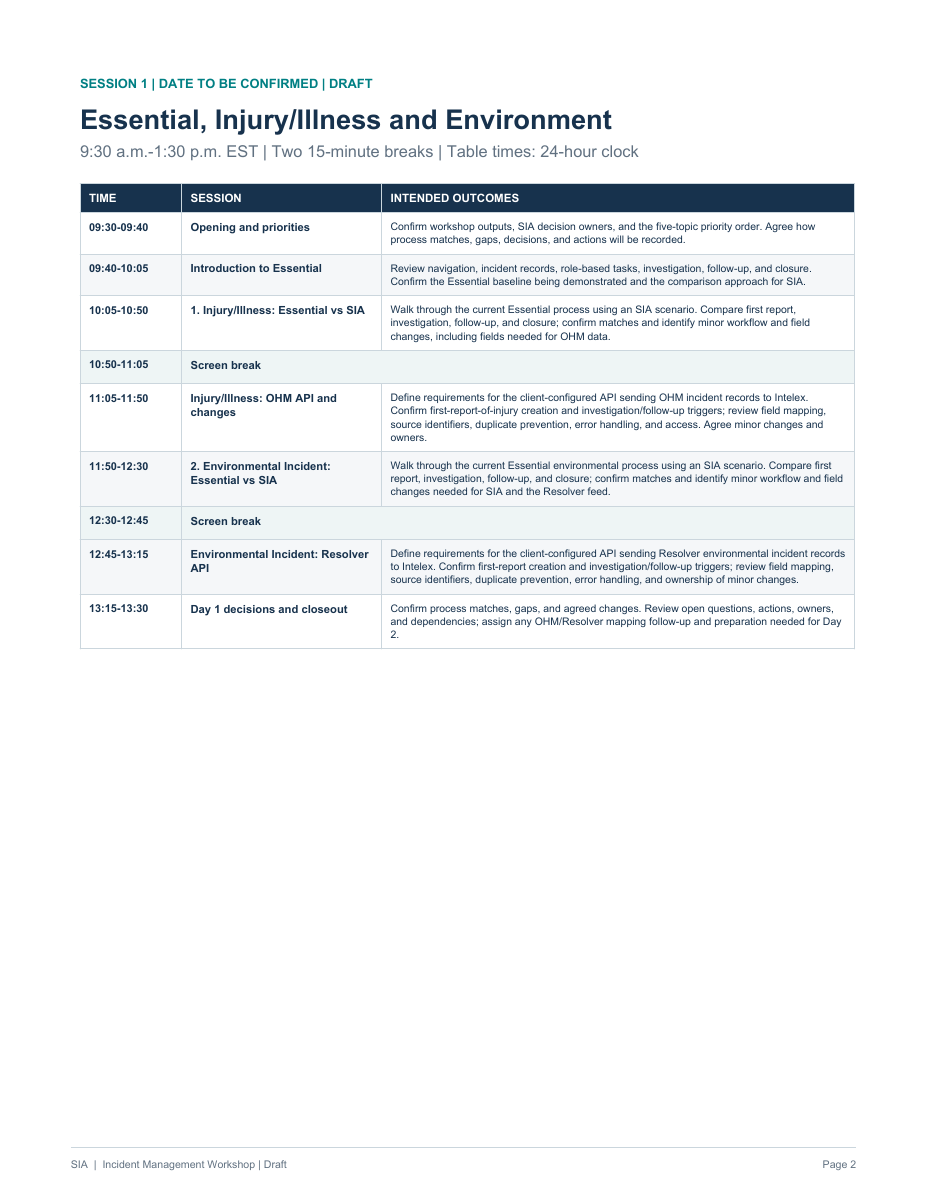 SESSION 1 | DATE TO BE CONFIRMED | DRAFT
Essential, Injury/Illness and Environment
9:30 a.m.-1:30 p.m. EST | Two 15-minute breaks | Table times: 24-hour clock
TIME SESSION INTENDED OUTCOMES
09:30-09:40 Opening and priorities Confirm workshop outputs, SIA decision owners, and the five-topic priority order. Agree how
process matches, gaps, decisions, and actions will be recorded.
09:40-10:05 Introduction to Essential Review navigation, incident records, role-based tasks, investigation, follow-up, and closure.
Confirm the Essential baseline being demonstrated and the comparison approach for SIA.
10:05-10:50 1. Injury/Illness: Essential vs SIA Walk through the current Essential process using an SIA scenario. Compare first report,
investigation, follow-up, and closure; confirm matches and identify minor workflow and field
changes, including fields needed for OHM data.
10:50-11:05 Screen break
11:05-11:50 Injury/Illness: OHM API and
changes
Define requirements for the client-configured API sending OHM incident records to Intelex.
Confirm first-report-of-injury creation and investigation/follow-up triggers; review field mapping,
source identifiers, duplicate prevention, error handling, and access. Agree minor changes and
owners.
11:50-12:30 2. Environmental Incident:
Essential vs SIA
Walk through the current Essential environmental process using an SIA scenario. Compare first
report, investigation, follow-up, and closure; confirm matches and identify minor workflow and field
changes needed for SIA and the Resolver feed.
12:30-12:45 Screen break
12:45-13:15 Environmental Incident: Resolver
API
Define requirements for the client-configured API sending Resolver environmental incident records
to Intelex. Confirm first-report creation and investigation/follow-up triggers; review field mapping,
source identifiers, duplicate prevention, error handling, and ownership of minor changes.
13:15-13:30 Day 1 decisions and closeout Confirm process matches, gaps, and agreed changes. Review open questions, actions, owners,
and dependencies; assign any OHM/Resolver mapping follow-up and preparation needed for Day
2.
SIA | Incident Management Workshop | Draft Page 2